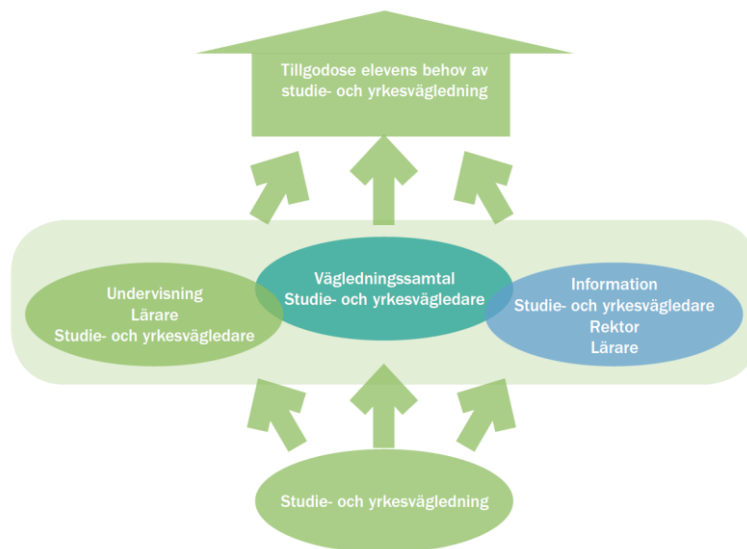 Tillgodose elevens behov av
studie- och yrkesvägledning
Vägledningssamtal
Studie- och yrkesvägledare
Undervisning
Lärare
Studie- och yrkesvägledare
Information
Studie- och yrkesvägledare
Rektor
Lärare
Studie- och yrkesvägledning